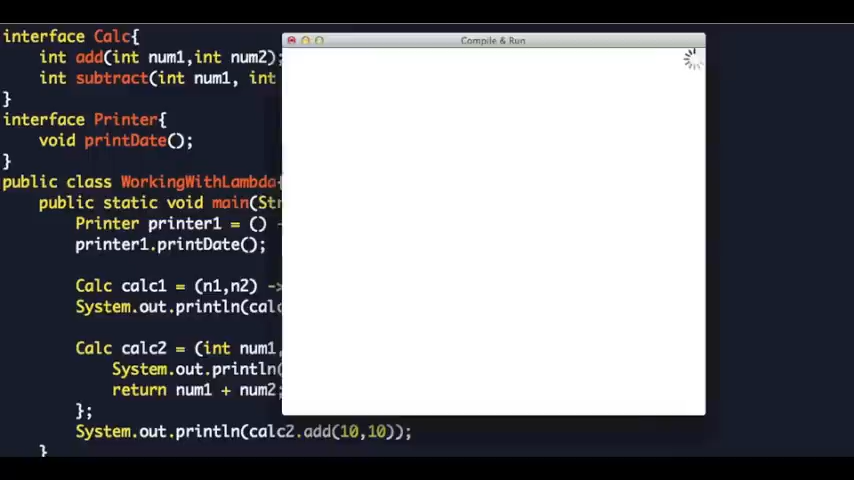 interface Calc{
int add(int num1,int num2);
int subtract(int num1, int
}
interface Printer{
void printDate();
}
public class WorkingWithLambda{
public static void main(Str
Printer printer1 = () -
printer1.printDate();
Calc calc1 = (n1,n2) ->
System.out.println(calc
Calc calc2 = (int num1,
System.out.println(
return num1 + num2;
};
System.out.println(calc2.add(10,10));
}
Compile & Run